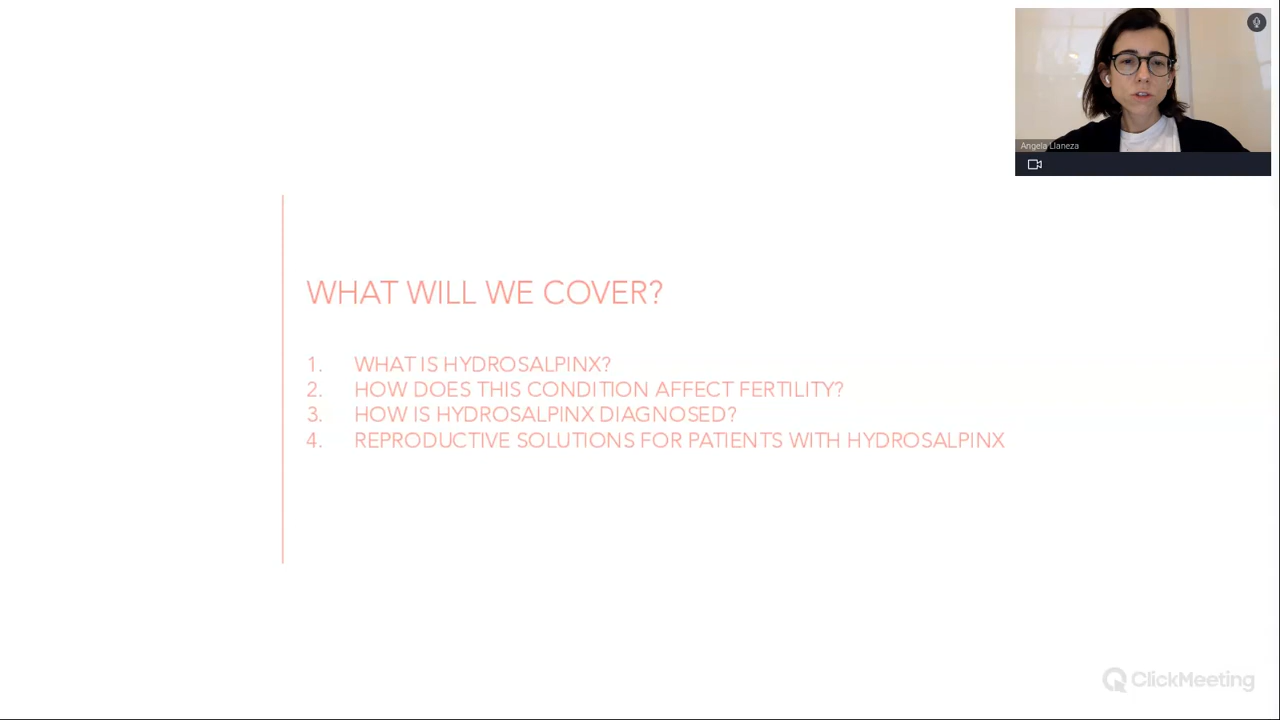 Angela Llaneza
WHAT WILL WE COVER?
1. WHAT IS HYDROSALPINX?
2. HOW DOES THIS CONDITION AFFECT FERTILITY?
3. HOW IS HYDROSALPINX DIAGNOSED?
4. REPRODUCTIVE SOLUTIONS FOR PATIENTS WITH HYDROSALPINX
ClickMeeting